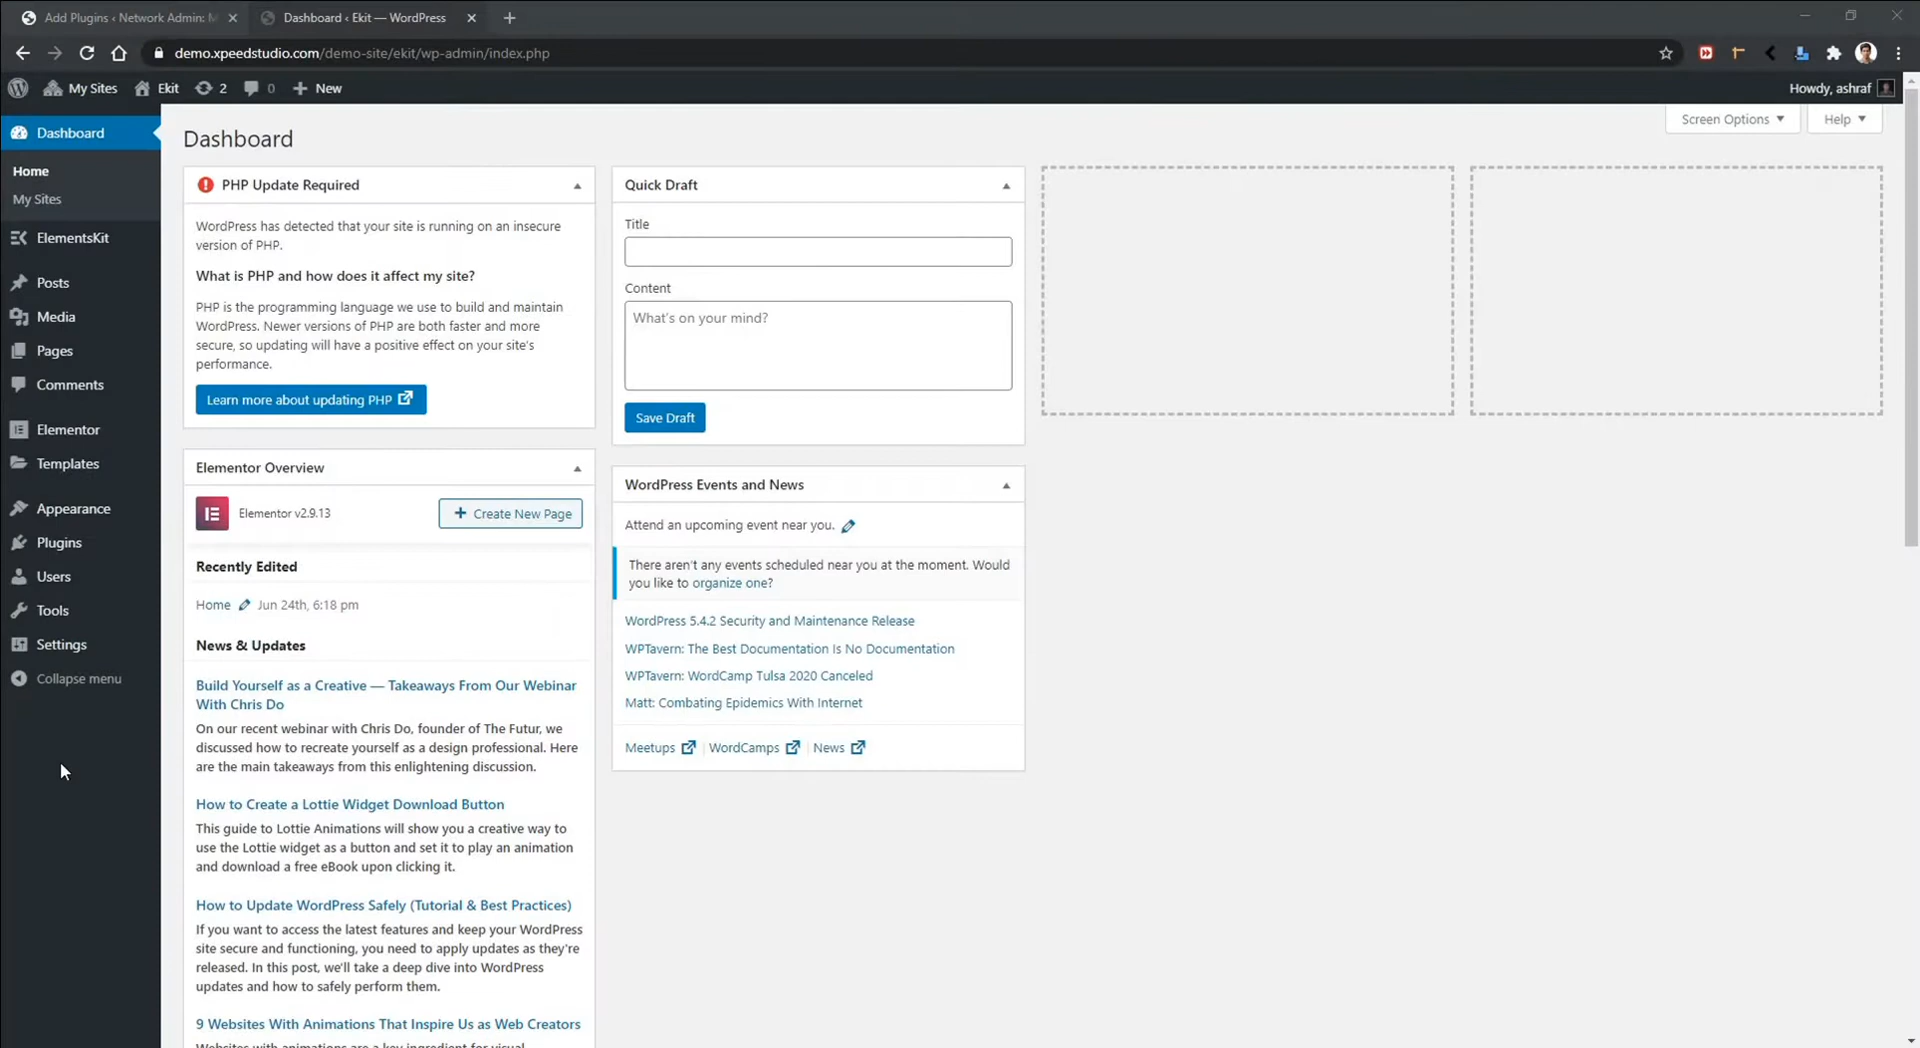 Add Plugins ‹ Network Admin: M
Dashboard ‹ Ekit — WordPress
demo.xpeedstudio.com/demo-site/ekit/wp-admin/index.php
My Sites
Ekit
2
0
New
Howdy, ashraf
Screen Options
Help
Dashboard
Home
My Sites
ElementsKit
Posts
Media
Pages
Comments
Elementor
Templates
Appearance
Plugins
Users
Tools
Settings
Collapse menu
Dashboard
PHP Update Required
WordPress has detected that your site is running on an insecure
version of PHP.
What is PHP and how does it affect my site?
PHP is the programming language we use to build and maintain
WordPress. Newer versions of PHP are both faster and more
secure, so updating will have a positive effect on your site's
performance.
Learn more about updating PHP
Elementor Overview
Elementor v2.9.13
+ Create New Page
Recently Edited
Home Jun 24th, 6:18 pm
News & Updates
Build Yourself as a Creative — Takeaways From Our Webinar
With Chris Do
On our recent webinar with Chris Do, founder of The Futur, we
discussed how to recreate yourself as a design professional. Here
are the main takeaways from this enlightening discussion.
How to Create a Lottie Widget Download Button
This guide to Lottie Animations will show you a creative way to
use the Lottie widget as a button and set it to play an animation
and download a free eBook upon clicking it.
How to Update WordPress Safely (Tutorial & Best Practices)
If you want to access the latest features and keep your WordPress
site secure and functioning, you need to apply updates as they're
released. In this post, we'll take a deep dive into WordPress
updates and how to safely perform them.
9 Websites With Animations That Inspire Us as Web Creators
Websites with animations are a key ingredient for visual
Quick Draft
Title
Content
What's on your mind?
Save Draft
WordPress Events and News
Attend an upcoming event near you.
There aren't any events scheduled near you at the moment. Would
you like to organize one?
WordPress 5.4.2 Security and Maintenance Release
WPTavern: The Best Documentation Is No Documentation
WPTavern: WordCamp Tulsa 2020 Canceled
Matt: Combating Epidemics With Internet
Meetups | WordCamps | News